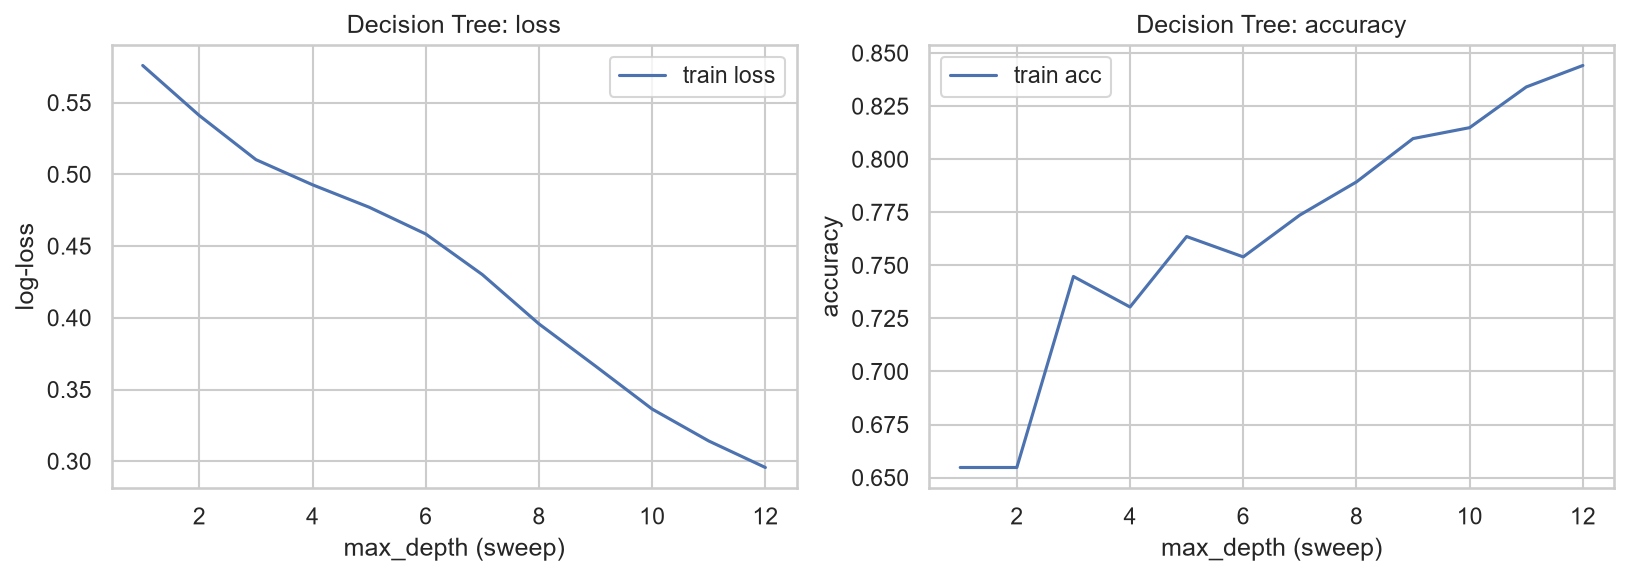 Decision Tree: loss
train loss
0.55
0.50
0.45
0.40
0.35
0.30
log-loss
2 4 6 8 10 12
max_depth (sweep)
Decision Tree: accuracy
train acc
0.850
0.825
0.800
0.775
0.750
0.725
0.700
0.675
0.650
accuracy
2 4 6 8 10 12
max_depth (sweep)